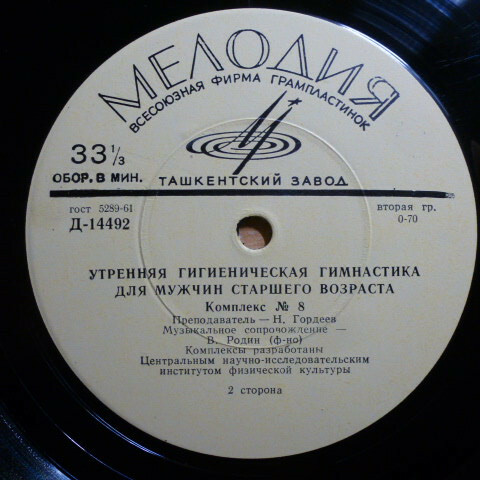 МЕЛОДИЯ
ВСЕСОЮЗНАЯ ФИРМА ГРАМПЛАСТИНОК
33 1/3
ОБОР. В МИН.
ТАШКЕНТСКИЙ ЗАВОД
гост 5289-61
Д-14492
вторая гр.
0-70
УТРЕННЯЯ ГИГИЕНИЧЕСКАЯ ГИМНАСТИКА
ДЛЯ МУЖЧИН СТАРШЕГО ВОЗРАСТА
Комплекс № 8
Преподаватель — Н. Гордеев
Музыкальное сопровождение —
В. Родин (ф-но)
Комплексы разработаны
Центральным научно-исследовательским
институтом физической культуры
2 сторона